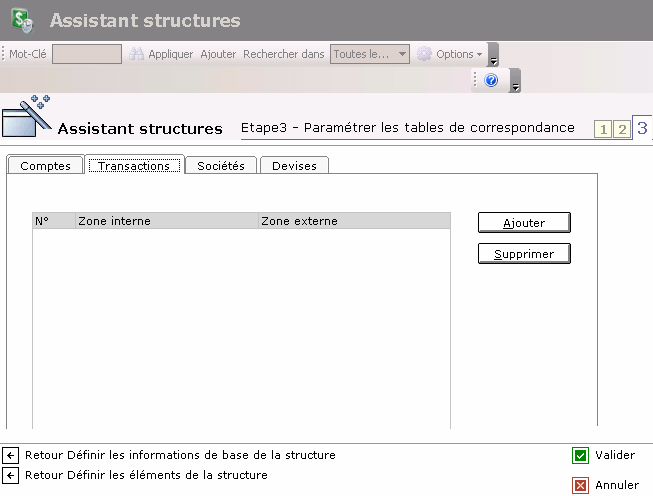 Assistant structures
Mot-Clé Appliquer Ajouter Rechercher dans Toutes le... Options
Assistant structures Etape3 - Paramétrer les tables de correspondance 1 2 3
Comptes Transactions Sociétés Devises
N° Zone interne Zone externe
Ajouter
Supprimer
Retour Définir les informations de base de la structure
Valider
Retour Définir les éléments de la structure
Annuler